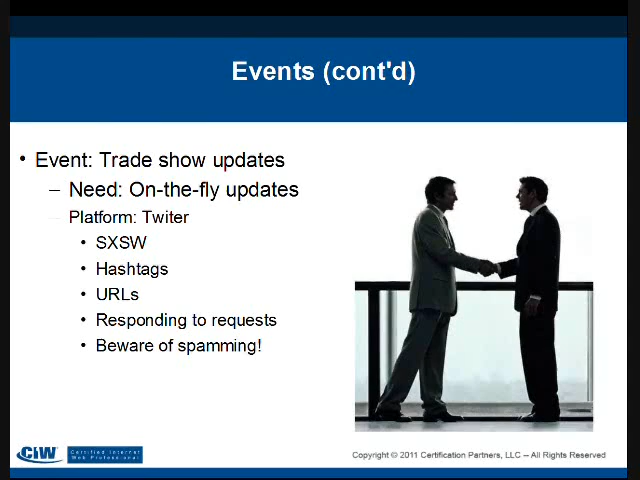 Events (cont'd)
• Event: Trade show updates
– Need: On-the-fly updates
– Platform: Twiter
• SXSW
• Hashtags
• URLs
• Responding to requests
• Beware of spamming!
CIW Certified Internet
Web Professional
Copyright © 2011 Certification Partners, LLC -- All Rights Reserved